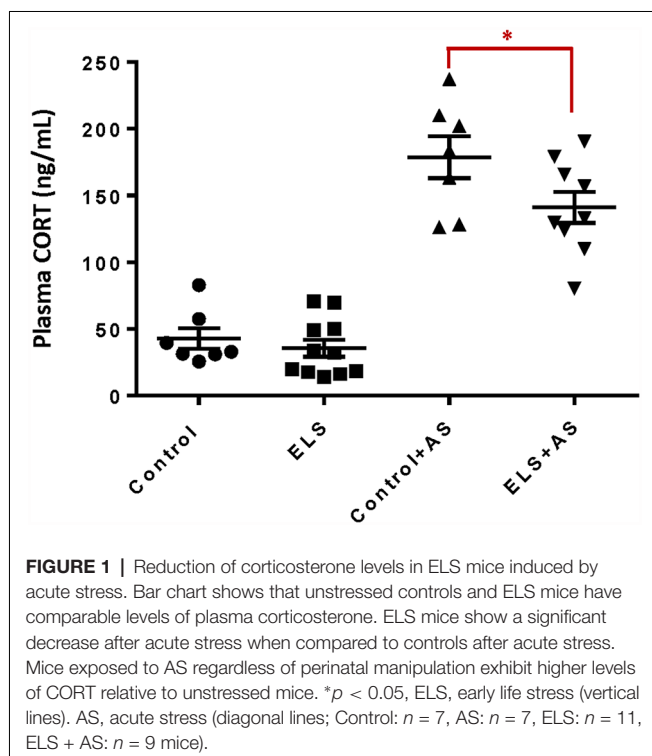 *
250
200
150
100
50
0
Plasma CORT (ng/mL)
Control
ELS
Control+AS
ELS+AS
FIGURE 1 | Reduction of corticosterone levels in ELS mice induced by
acute stress. Bar chart shows that unstressed controls and ELS mice have
comparable levels of plasma corticosterone. ELS mice show a significant
decrease after acute stress when compared to controls after acute stress.
Mice exposed to AS regardless of perinatal manipulation exhibit higher levels
of CORT relative to unstressed mice. *p < 0.05, ELS, early life stress (vertical
lines). AS, acute stress (diagonal lines; Control: n = 7, AS: n = 7, ELS: n = 11,
ELS + AS: n = 9 mice).